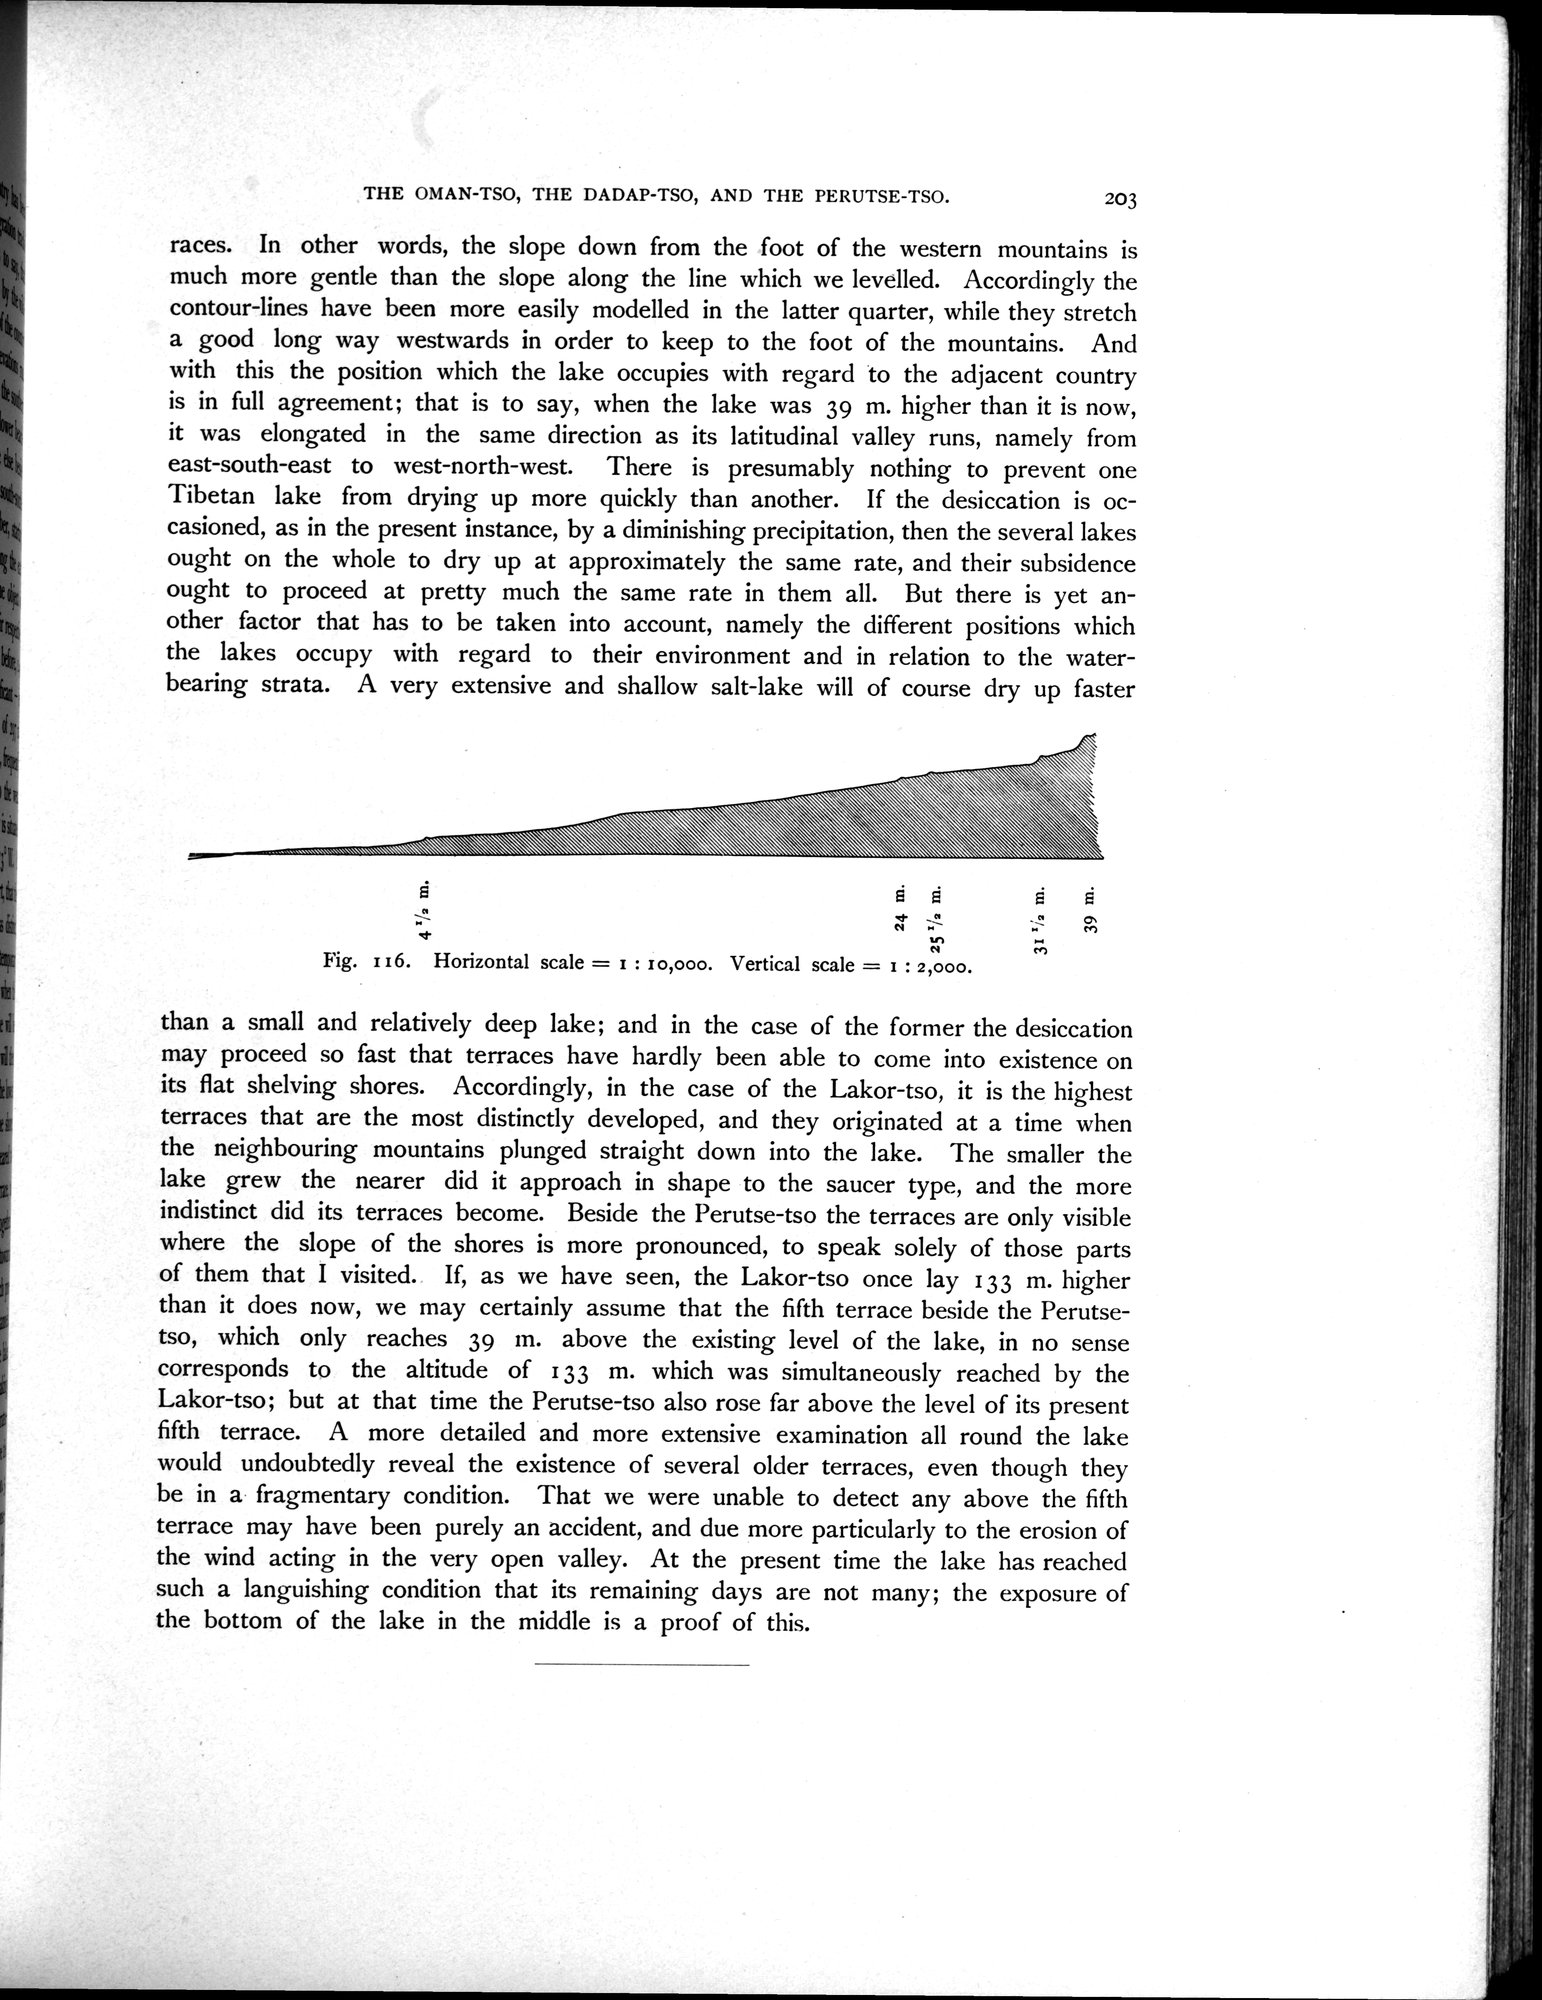 THE OMAN-TSO, THE DADAP-TSO, AND THE PERUTSE-TSO. 203
races. In other words, the slope down from the foot of the western mountains is
much more gentle than the slope along the line which we levelled. Accordingly the
contour-lines have been more easily modelled in the latter quarter, while they stretch
a good long way westwards in order to keep to the foot of the mountains. And
with this the position which the lake occupies with regard to the adjacent country
is in full agreement; that is to say, when the lake was 39 m. higher than it is now,
it was elongated in the same direction as its latitudinal valley runs, namely from
east-south-east to west-north-west. There is presumably nothing to prevent one
Tibetan lake from drying up more quickly than another. If the desiccation is oc-
casioned, as in the present instance, by a diminishing precipitation, then the several lakes
ought on the whole to dry up at approximately the same rate, and their subsidence
ought to proceed at pretty much the same rate in them all. But there is yet an-
other factor that has to be taken into account, namely the different positions which
the lakes occupy with regard to their environment and in relation to the water-
bearing strata. A very extensive and shallow salt-lake will of course dry up faster
4 1/2 m.
24 m.
25 1/2 m.
31 1/2 m.
39 m.
Fig. 116. Horizontal scale = 1 : 10,000. Vertical scale = 1 : 2,000.
than a small and relatively deep lake; and in the case of the former the desiccation
may proceed so fast that terraces have hardly been able to come into existence on
its flat shelving shores. Accordingly, in the case of the Lakor-tso, it is the highest
terraces that are the most distinctly developed, and they originated at a time when
the neighbouring mountains plunged straight down into the lake. The smaller the
lake grew the nearer did it approach in shape to the saucer type, and the more
indistinct did its terraces become. Beside the Perutse-tso the terraces are only visible
where the slope of the shores is more pronounced, to speak solely of those parts
of them that I visited. If, as we have seen, the Lakor-tso once lay 133 m. higher
than it does now, we may certainly assume that the fifth terrace beside the Perutse-
tso, which only reaches 39 m. above the existing level of the lake, in no sense
corresponds to the altitude of 133 m. which was simultaneously reached by the
Lakor-tso; but at that time the Perutse-tso also rose far above the level of its present
fifth terrace. A more detailed and more extensive examination all round the lake
would undoubtedly reveal the existence of several older terraces, even though they
be in a fragmentary condition. That we were unable to detect any above the fifth
terrace may have been purely an accident, and due more particularly to the erosion of
the wind acting in the very open valley. At the present time the lake has reached
such a languishing condition that its remaining days are not many; the exposure of
the bottom of the lake in the middle is a proof of this.